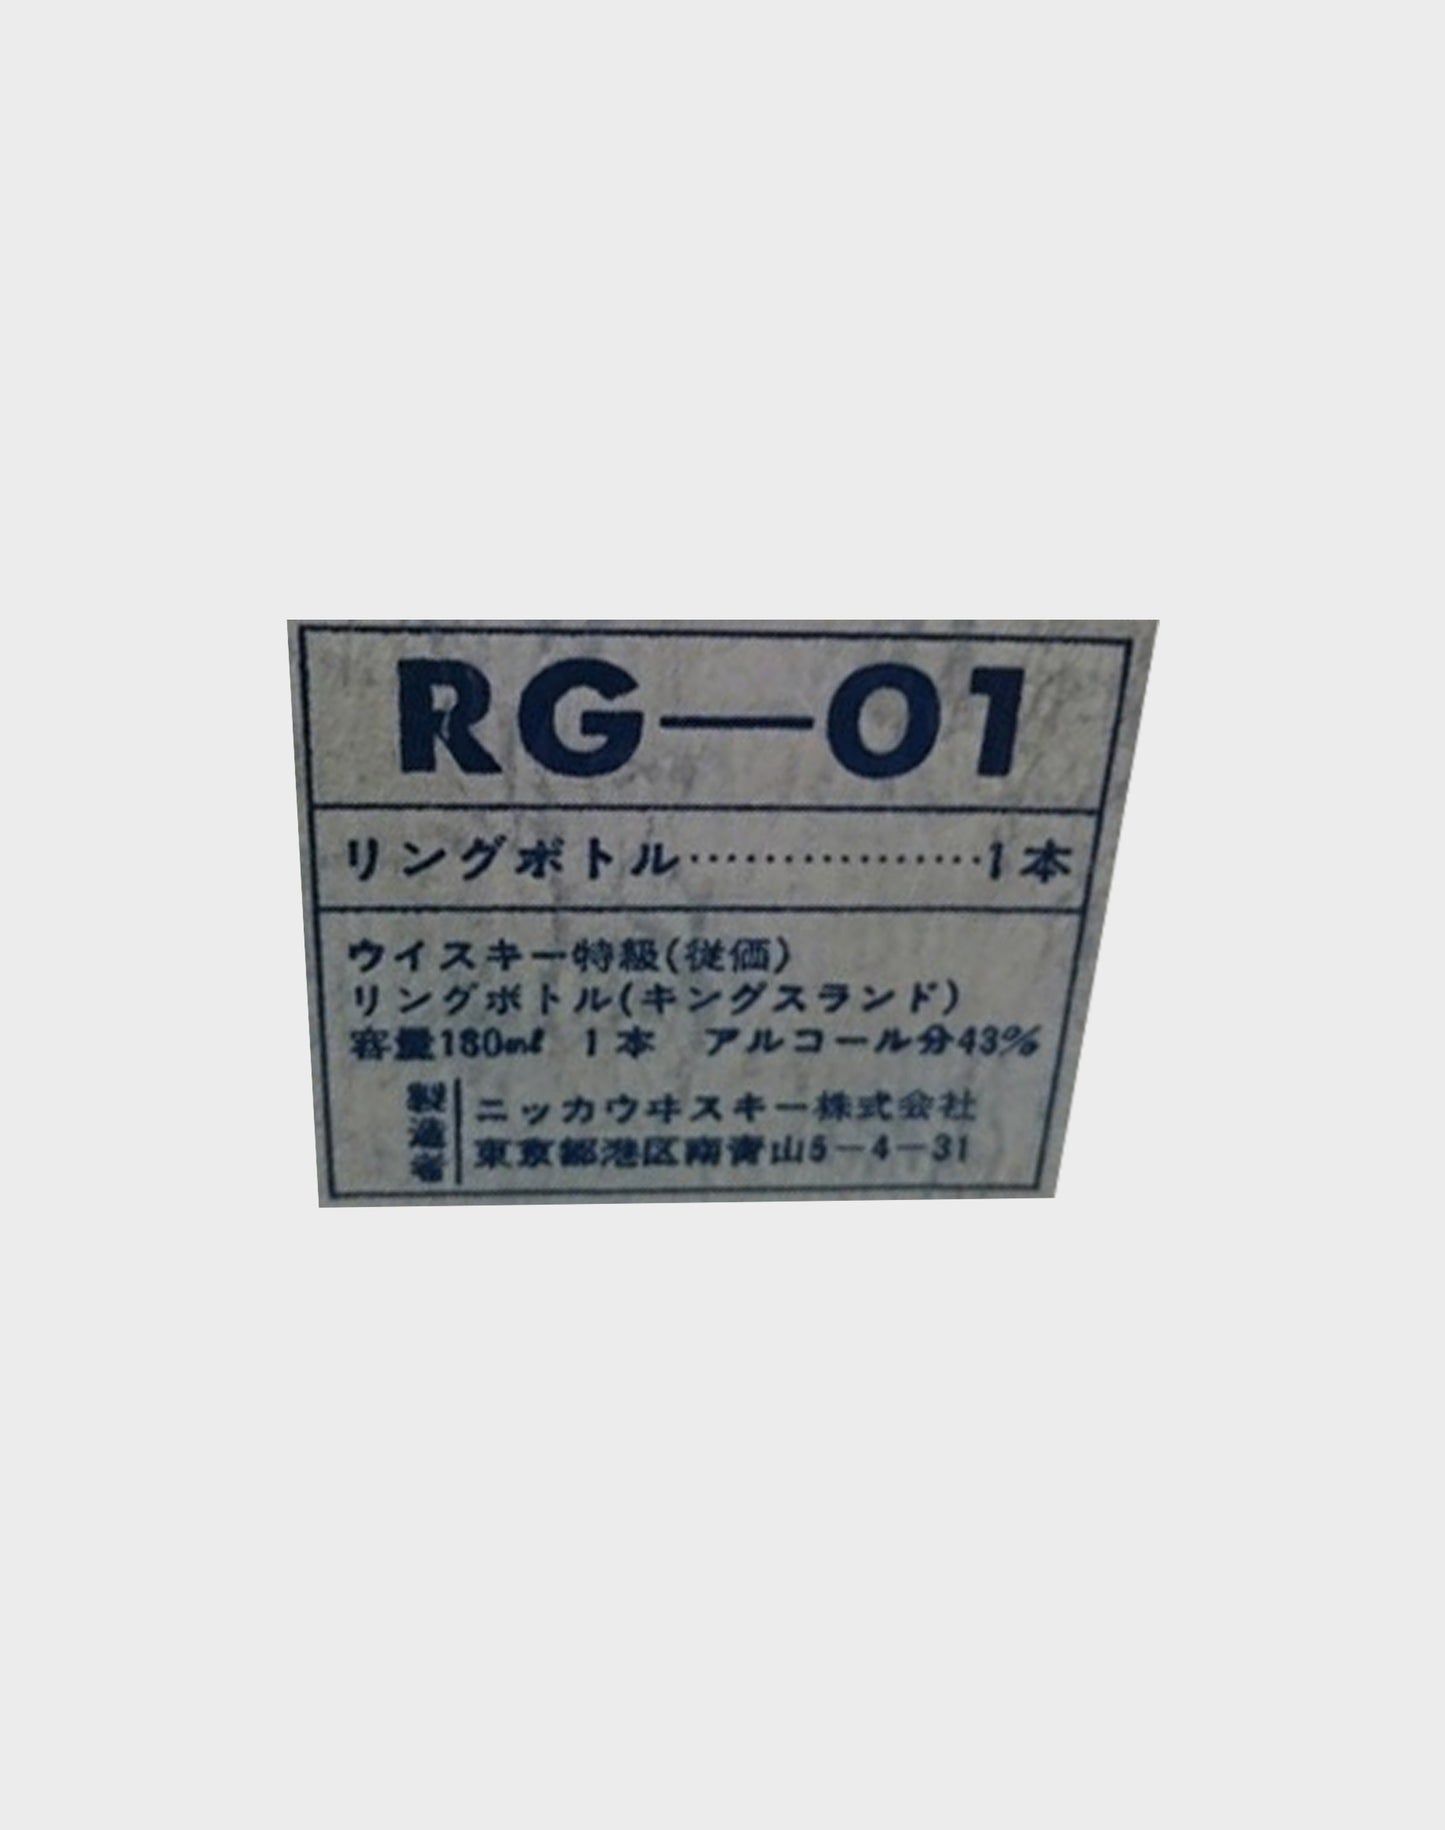 RG—01
リングボトル………………1本
ウイスキー特級(従価)
リングボトル(キングスランド)
容量180ml 1本 アルコール分43%
製造者
ニッカウヰスキー株式会社
東京都港区南青山5-4-31